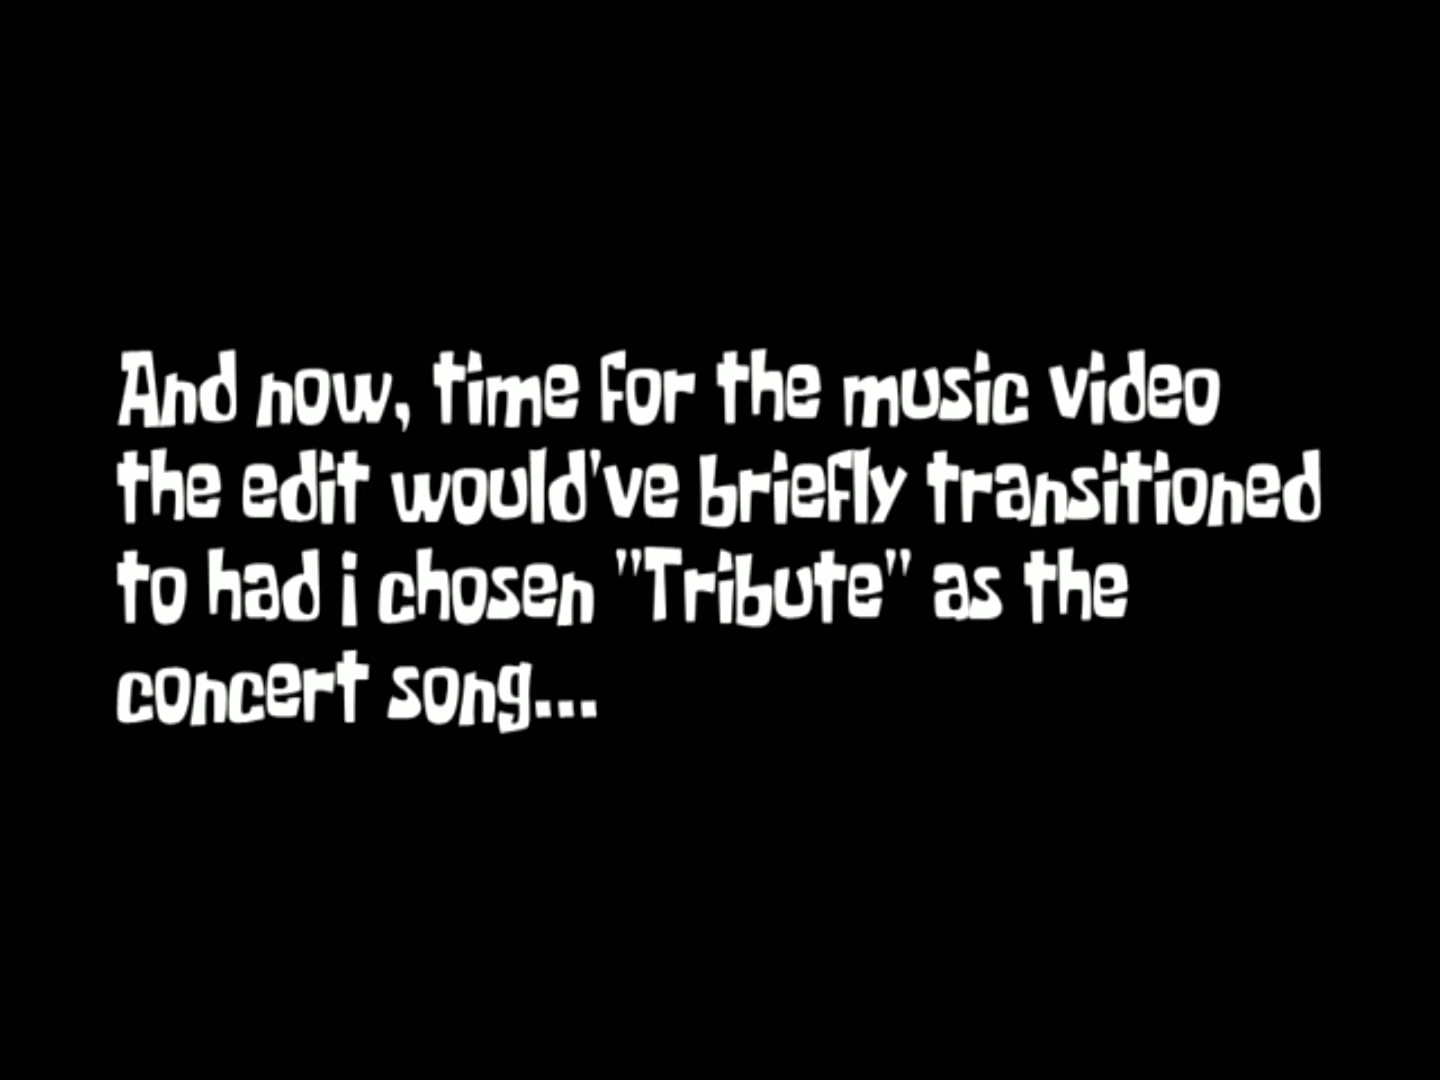 And now, time for the music video
the edit would've briefly transitioned
to had i chosen "Tribute" as the
concert song...